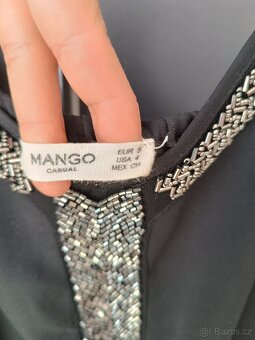 MANGO
CASUAL
EUR S
USA 4
MEX CH
© Bazos.cz